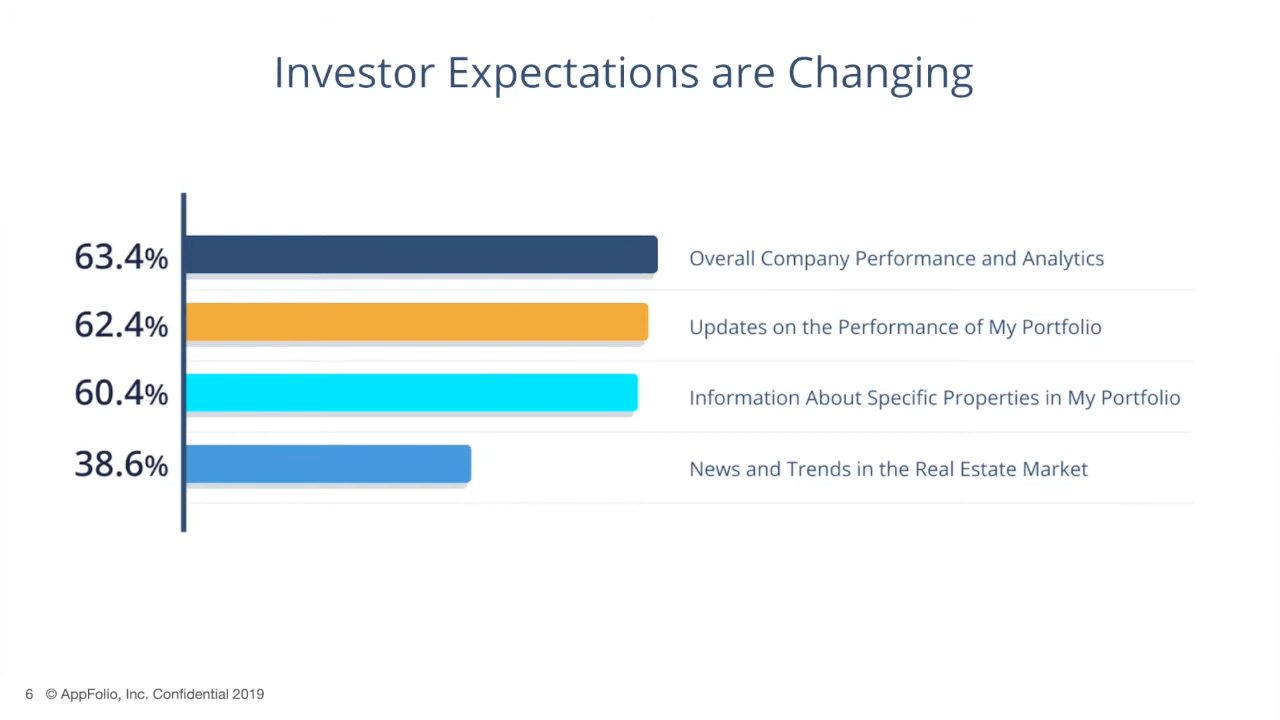 Investor Expectations are Changing
63.4% Overall Company Performance and Analytics
62.4% Updates on the Performance of My Portfolio
60.4% Information About Specific Properties in My Portfolio
38.6% News and Trends in the Real Estate Market
6 © AppFolio, Inc. Confidential 2019